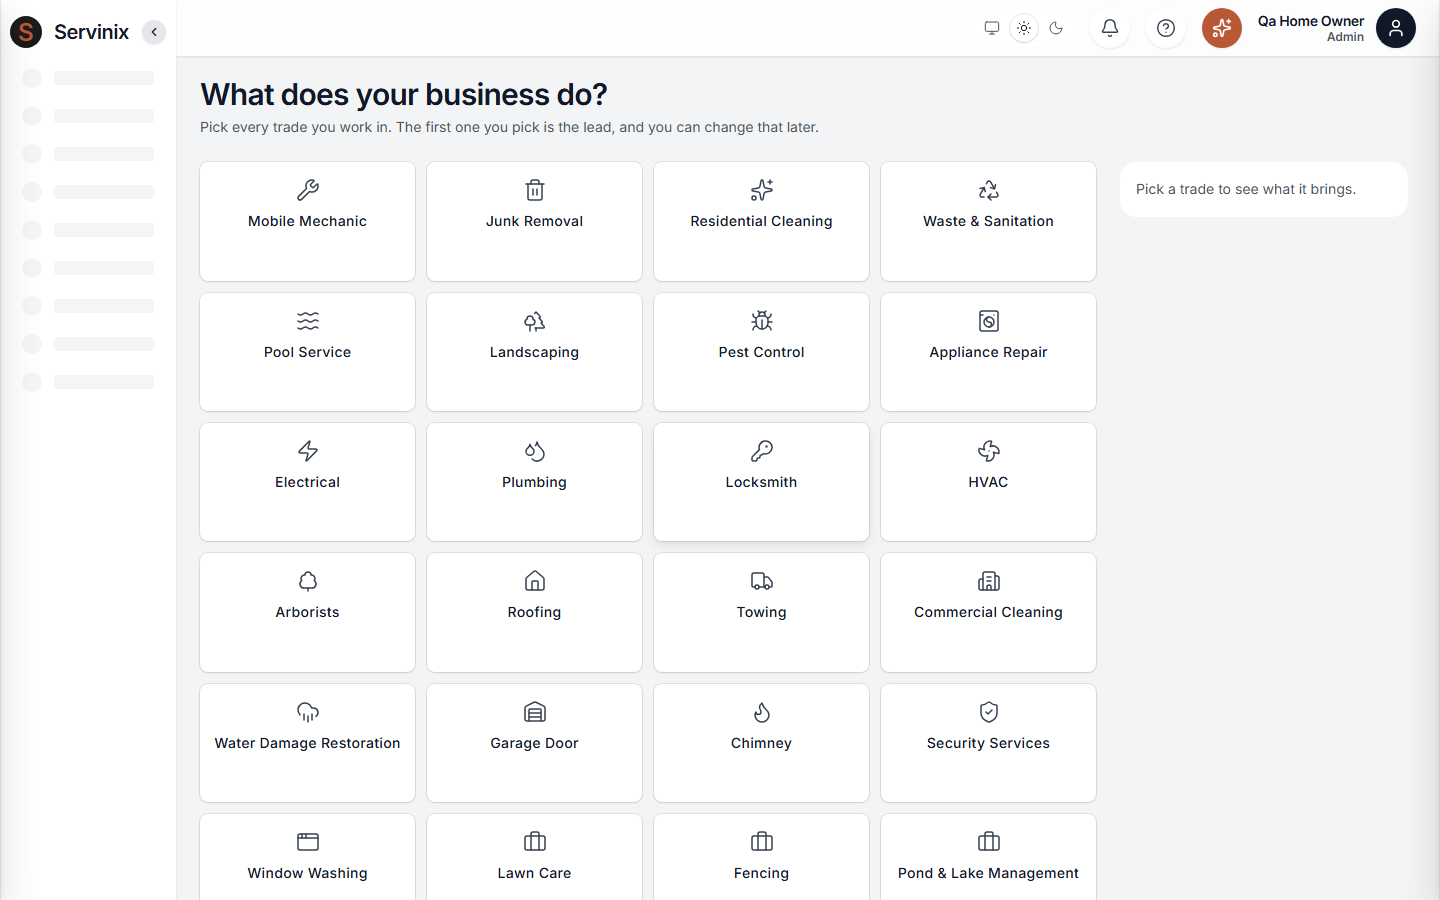 S Servinix
Qa Home Owner
Admin
What does your business do?
Pick every trade you work in. The first one you pick is the lead, and you can change that later.
Mobile Mechanic
Junk Removal
Residential Cleaning
Waste & Sanitation
Pick a trade to see what it brings.
Pool Service
Landscaping
Pest Control
Appliance Repair
Electrical
Plumbing
Locksmith
HVAC
Arborists
Roofing
Towing
Commercial Cleaning
Water Damage Restoration
Garage Door
Chimney
Security Services
Window Washing
Lawn Care
Fencing
Pond & Lake Management